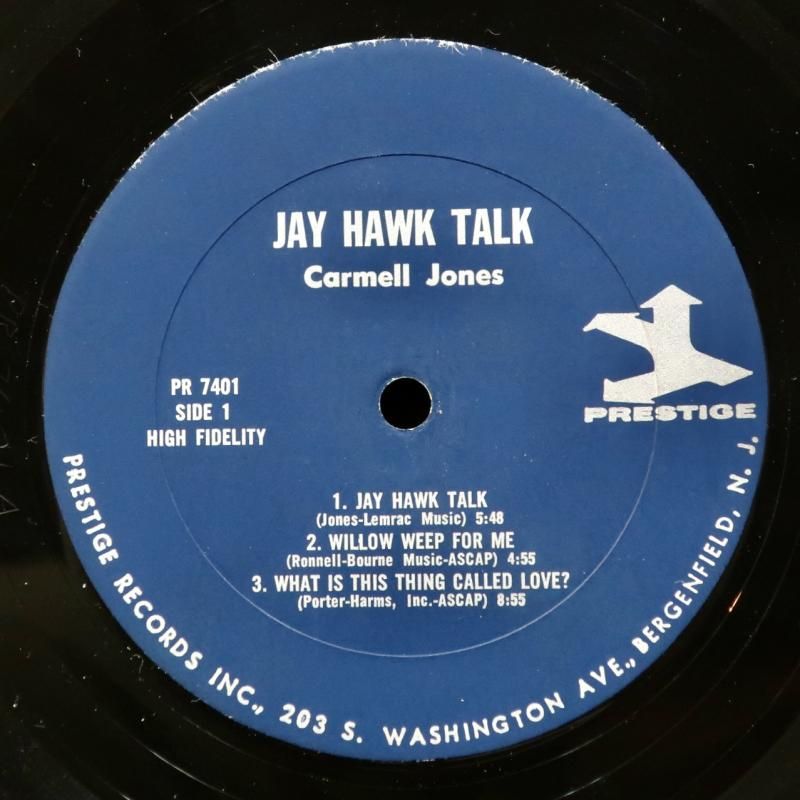 JAY HAWK TALK
Carmell Jones
PRESTIGE
PR 7401
SIDE 1
HIGH FIDELITY
1. JAY HAWK TALK
(Jones-Lemrac Music) 5:48
2. WILLOW WEEP FOR ME
(Ronnell-Bourne Music-ASCAP) 4:55
3. WHAT IS THIS THING CALLED LOVE?
(Porter-Harms, Inc.-ASCAP) 8:55
PRESTIGE RECORDS INC., 203 S. WASHINGTON AVE., BERGENFIELD, N. J.